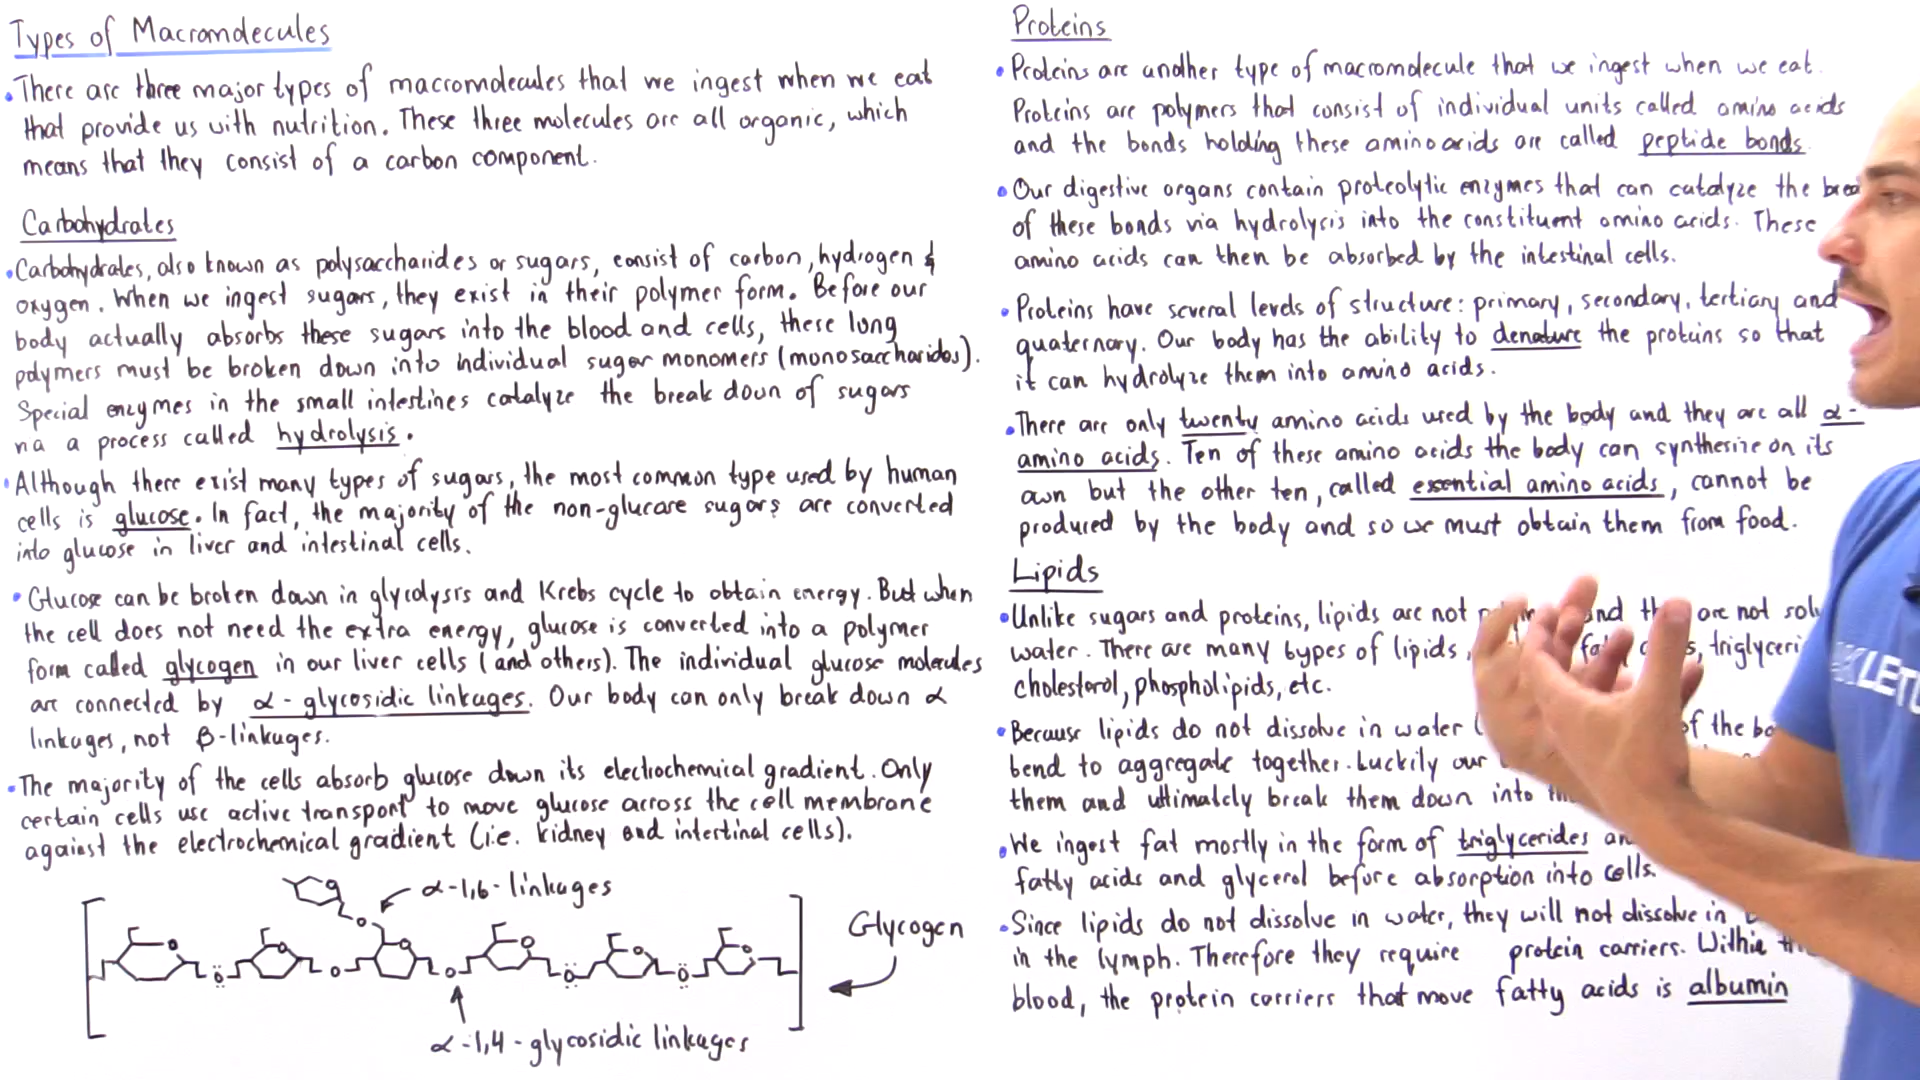 Types of Macromolecules
• There are three major types of macromolecules that we ingest when we eat
that provide us with nutrition. These three molecules are all organic, which
means that they consist of a carbon component.
Carbohydrates
• Carbohydrates, also known as polysaccharides or sugars, consist of carbon, hydrogen &
oxygen. When we ingest sugars, they exist in their polymer form. Before our
body actually absorbs these sugars into the blood and cells, these long
polymers must be broken down into individual sugar monomers (monosaccharides).
Special enzymes in the small intestines catalyze the break down of sugars
via a process called hydrolysis.
• Although there exist many types of sugars, the most common type used by human
cells is glucose. In fact, the majority of the non-glucose sugars are converted
into glucose in liver and intestinal cells.
• Glucose can be broken down in glycolysis and Krebs cycle to obtain energy. But when
the cell does not need the extra energy, glucose is converted into a polymer
form called glycogen in our liver cells (and others). The individual glucose molecules
are connected by α-glycosidic linkages. Our body can only break down α
linkages, not β-linkages.
• The majority of the cells absorb glucose down its electrochemical gradient. Only
certain cells use active transport to move glucose across the cell membrane
against the electrochemical gradient (i.e. kidney and intertinal cells).
α-1,6-linkages
Glycogen
α-1,4-glycosidic linkages
Proteins
• Proteins are another type of macromolecule that we ingest when we eat.
Proteins are polymers that consist of individual units called amino acids
and the bonds holding these amino acids are called peptide bonds.
• Our digestive organs contain proteolytic enzymes that can catalyze the
of these bonds via hydrolysis into the constituent amino acids. These
amino acids can then be absorbed by the intestinal cells.
• Proteins have several levels of structure: primary, secondary, tertiary and
quaternary. Our body has the ability to denature the proteins so that
it can hydrolyze them into amino acids.
• There are only twenty amino acids used by the body and they are all α-
amino acids. Ten of these amino acids the body can synthesize on its
own but the other ten, called essential amino acids, cannot be
produced by the body and so we must obtain them from food.
Lipids
• Unlike sugars and proteins, lipids are not and are not
water. There are many types of lipids, triglyceri
cholesterol, phospholipids, etc.
• Because lipids do not dissolve in water of the
bend to aggregate together. Luckily our
them and ultimately break them down into
• We ingest fat mostly in the form of triglycerides
fatty acids and glycerol before absorption into cells.
• Since lipids do not dissolve in water, they will not dissolve in
in the lymph. Therefore they require protein carriers. Within
blood, the protein carriers that move fatty acids is albumin